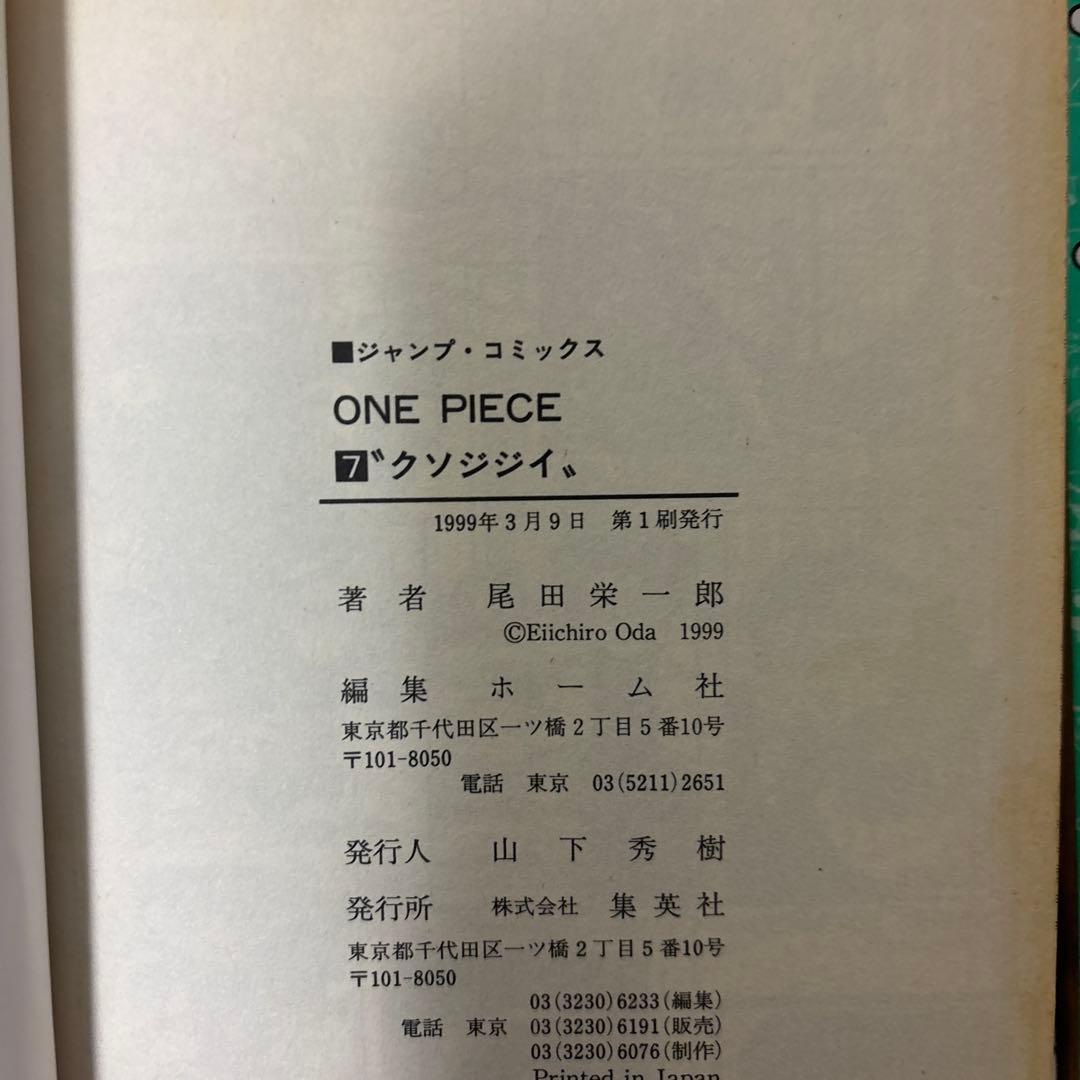 ■ジャンプ・コミックス
ONE PIECE
7〝クソジジイ〟
1999年3月9日 第1刷発行
著者 尾田栄一郎
©Eiichiro Oda 1999
編集 ホーム社
東京都千代田区一ツ橋2丁目5番10号
〒101-8050
電話 東京 03(5211)2651
発行人 山下秀樹
発行所 株式会社 集英社
東京都千代田区一ツ橋2丁目5番10号
〒101-8050
03(3230)6233(編集)
電話 東京 03(3230)6191(販売)
03(3230)6076(制作)
Printed in Japan